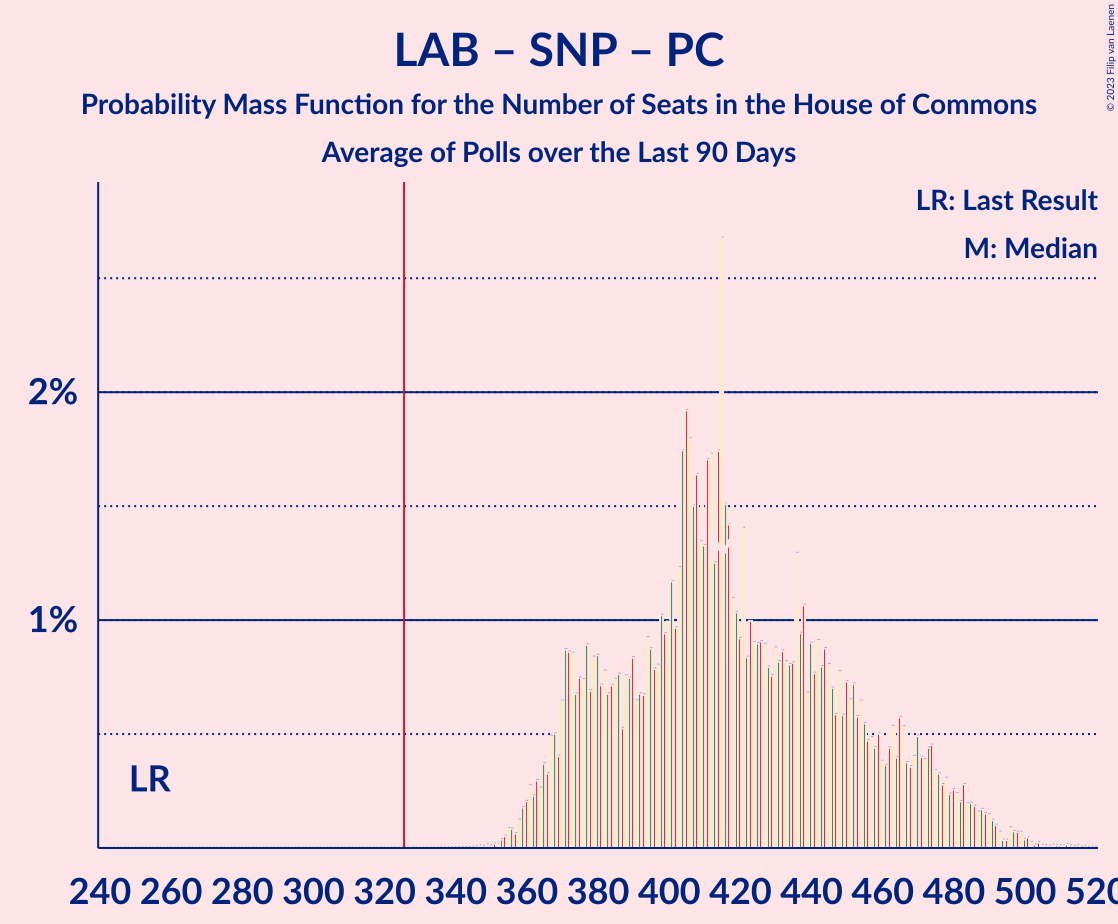 LAB – SNP – PC
Probability Mass Function for the Number of Seats in the House of Commons
Average of Polls over the Last 90 Days
© 2023 Filip van Laenen
LR: Last Result
M: Median
2%
1%
LR
240 260 280 300 320 340 360 380 400 420 440 460 480 500 520